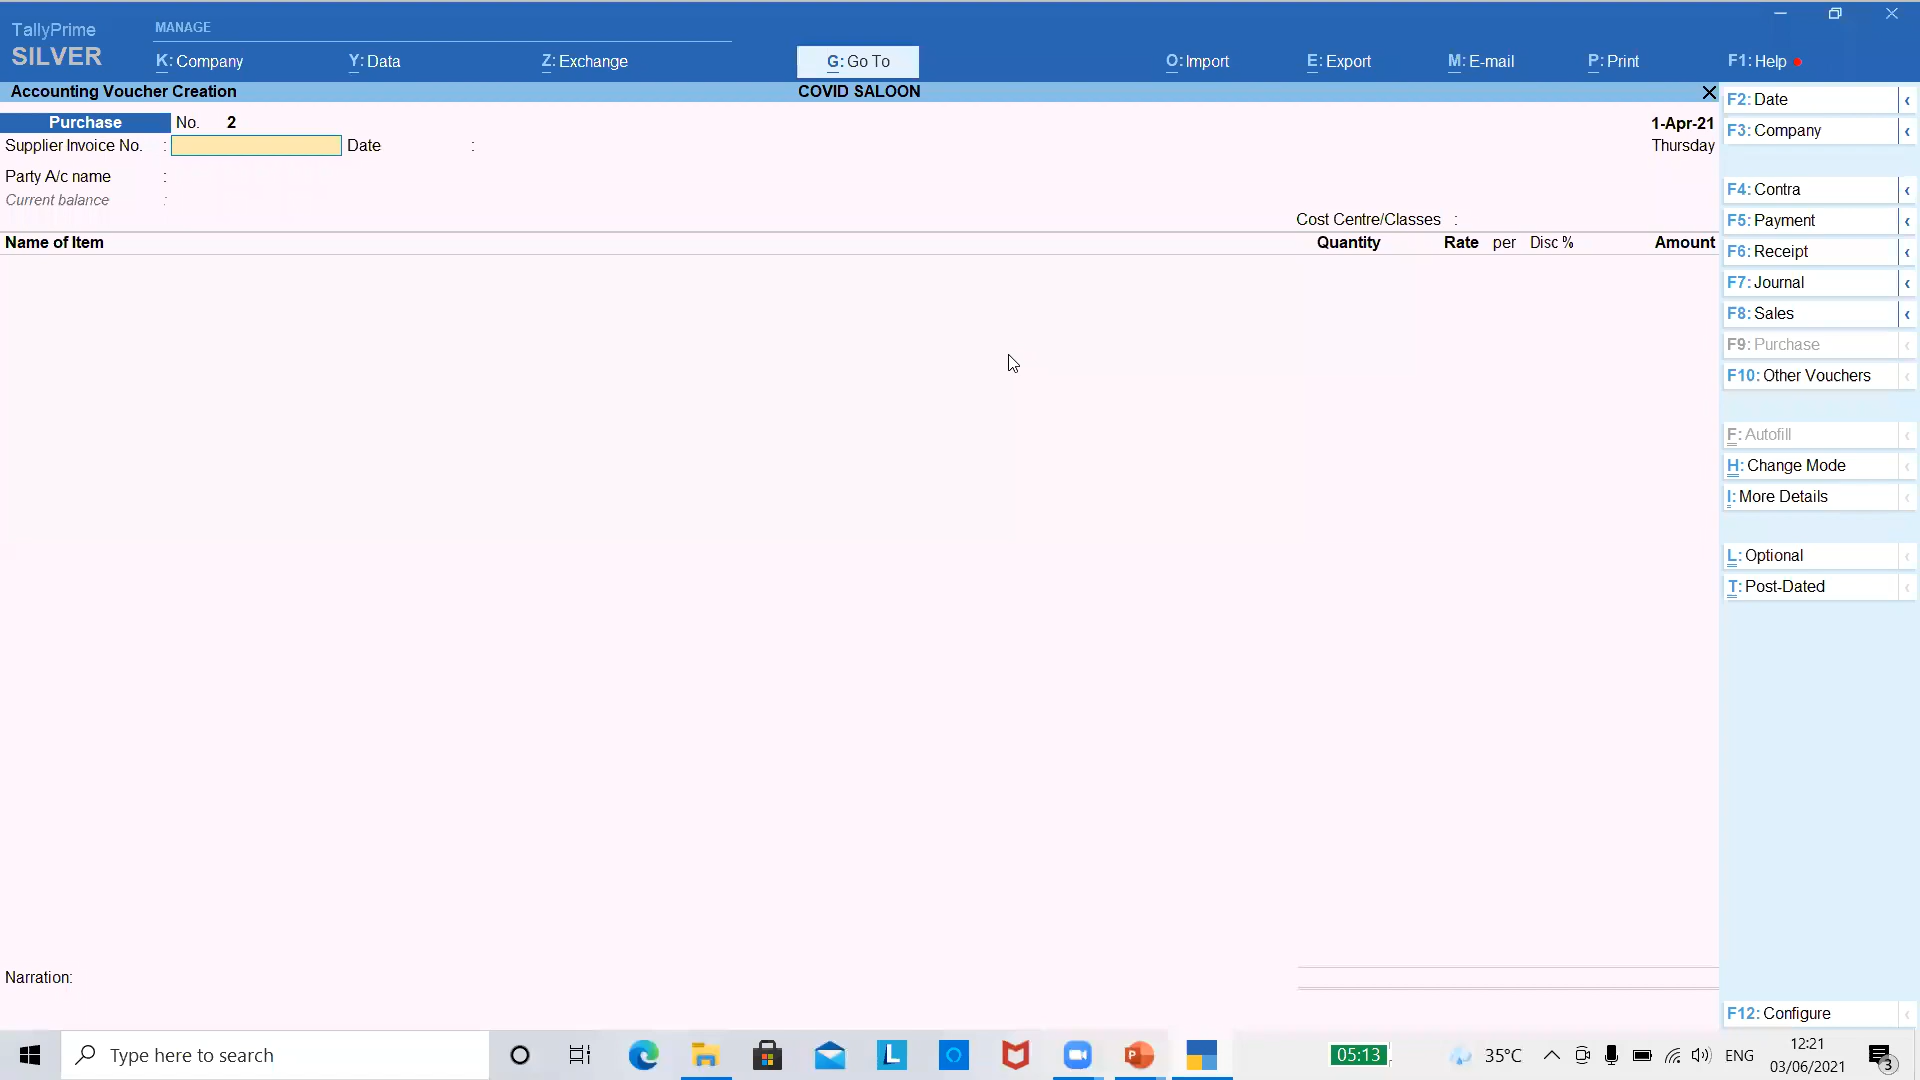 TallyPrime
SILVER
MANAGE
K: Company
Y: Data
Z: Exchange
G: Go To
O: Import
E: Export
M: E-mail
P: Print
F1: Help
Accounting Voucher Creation
COVID SALOON
Purchase No. 2
1-Apr-21
Supplier Invoice No. : Date :
Thursday
Party A/c name :
Current balance :
Cost Centre/Classes :
Name of Item Quantity Rate per Disc % Amount
Narration:
F2: Date
F3: Company
F4: Contra
F5: Payment
F6: Receipt
F7: Journal
F8: Sales
F9: Purchase
F10: Other Vouchers
F: Autofill
H: Change Mode
I: More Details
L: Optional
T: Post-Dated
F12: Configure
Type here to search
05:13
35°C
ENG
12:21
03/06/2021
3